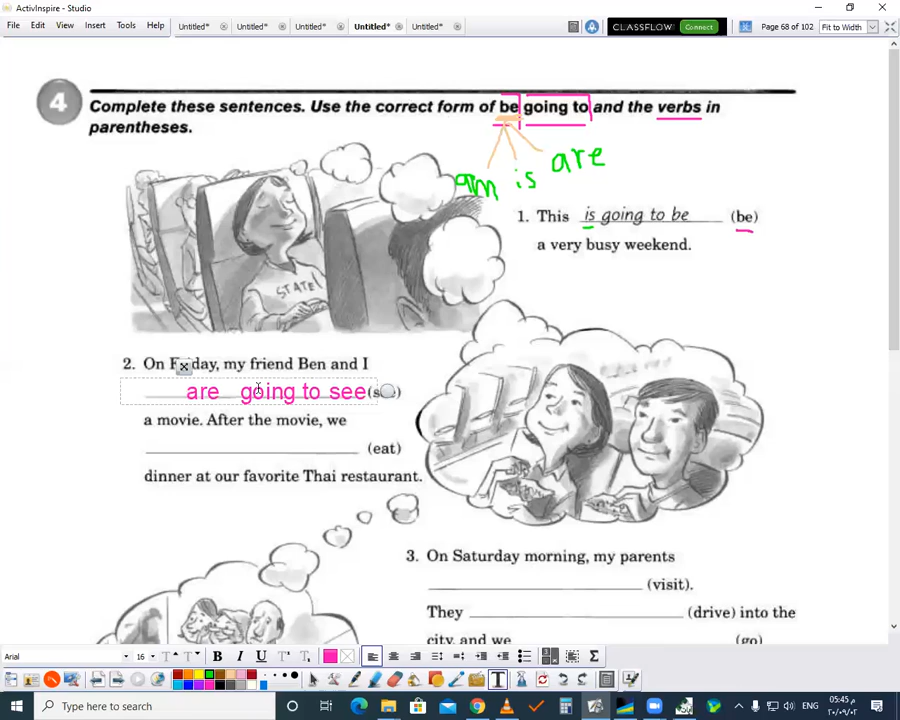 ActivInspire - Studio
File Edit View Insert Tools Help
Untitled* Untitled* Untitled* Untitled* Untitled*
CLASSFLOW Connect
Page 68 of 102
Fit to Width
4
Complete these sentences. Use the correct form of be going to and the verbs in
parentheses.
am is are
1. This is going to be (be)
a very busy weekend.
STATE
2. On Friday, my friend Ben and I
are going to see
a movie. After the movie, we
(eat)
dinner at our favorite Thai restaurant.
3. On Saturday morning, my parents
(visit).
They (drive) into the
city, and we (go)
Arial 16 B I U
Type here to search
05:45 م